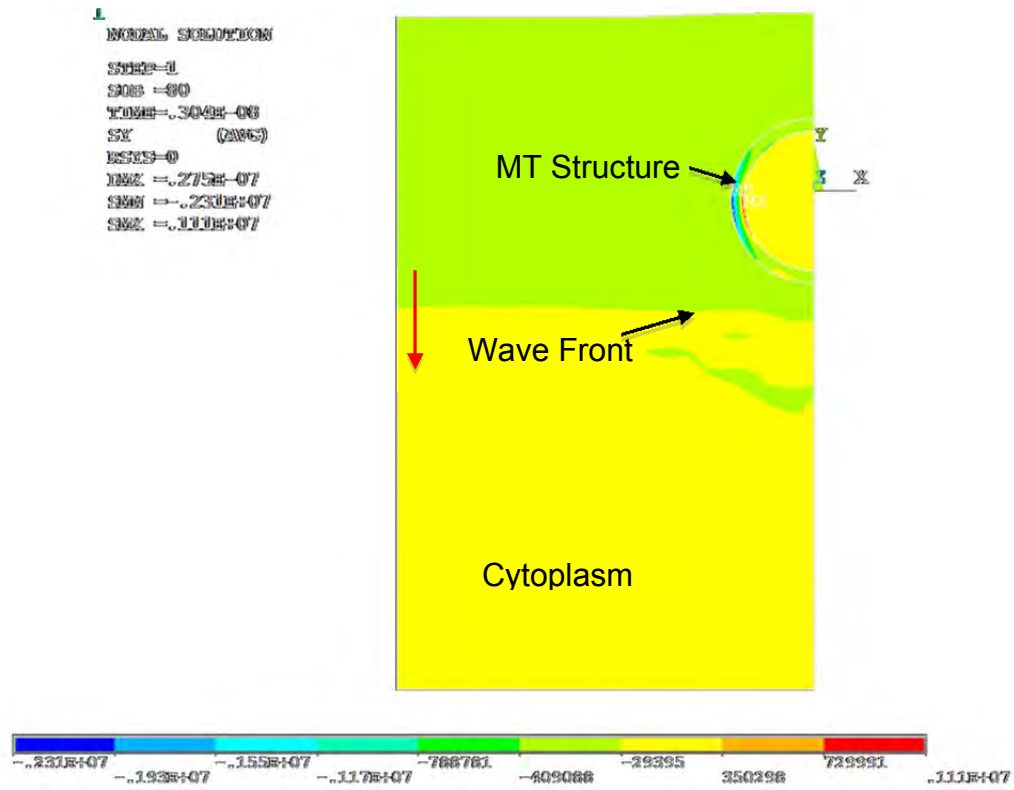 1
NODAL SOLUTION
STEP=1
SUB =80
TIME=.304E-08
SY (AVG)
RSYS=0
DMX =.275E-07
SMN =-.231E+07
SMX =.111E+07
Y
MT Structure
X
MX
Wave Front
Cytoplasm
-.231E+07 -.155E+07 -788781 -29395 729991
-.193E+07 -.117E+07 -409088 350298 .111E+07